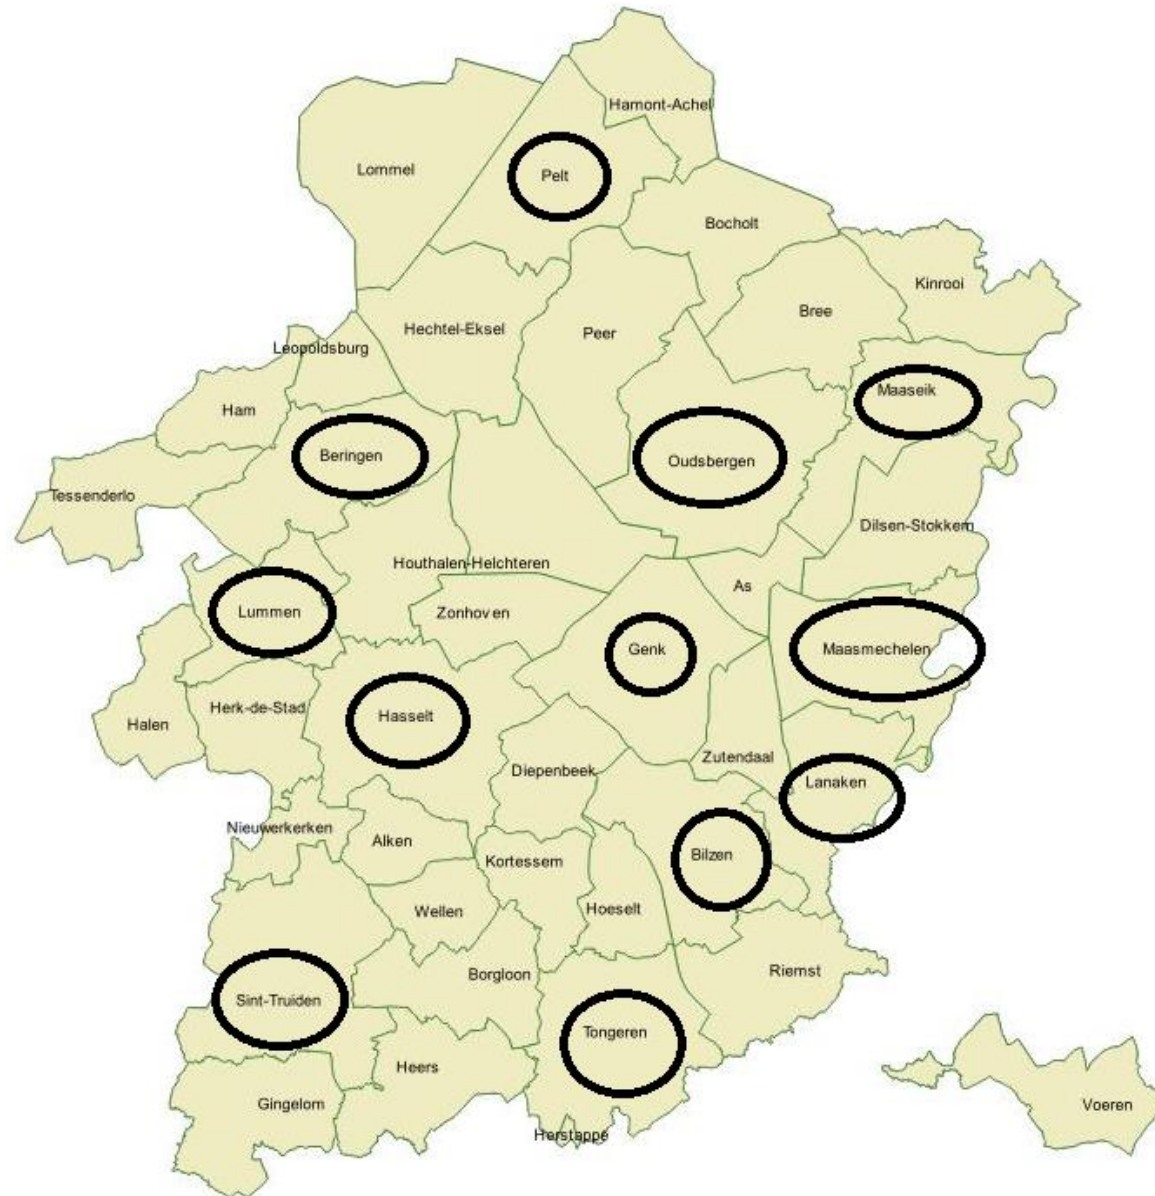 Hamont-Achel
Lommel
Pelt
Bocholt
Kinrooi
Bree
Hechtel-Eksel
Peer
Leopoldsburg
Maaseik
Ham
Beringen
Oudsbergen
Tessenderlo
Dilsen-Stokkem
Houthalen-Helchteren
As
Lummen
Zonhoven
Genk
Maasmechelen
Herk-de-Stad
Hasselt
Halen
Zutendaal
Diepenbeek
Lanaken
Nieuwerkerken
Alken
Bilzen
Kortessem
Wellen
Hoeselt
Riemst
Borgloon
Sint-Truiden
Tongeren
Heers
Gingelom
Voeren
Herstappe